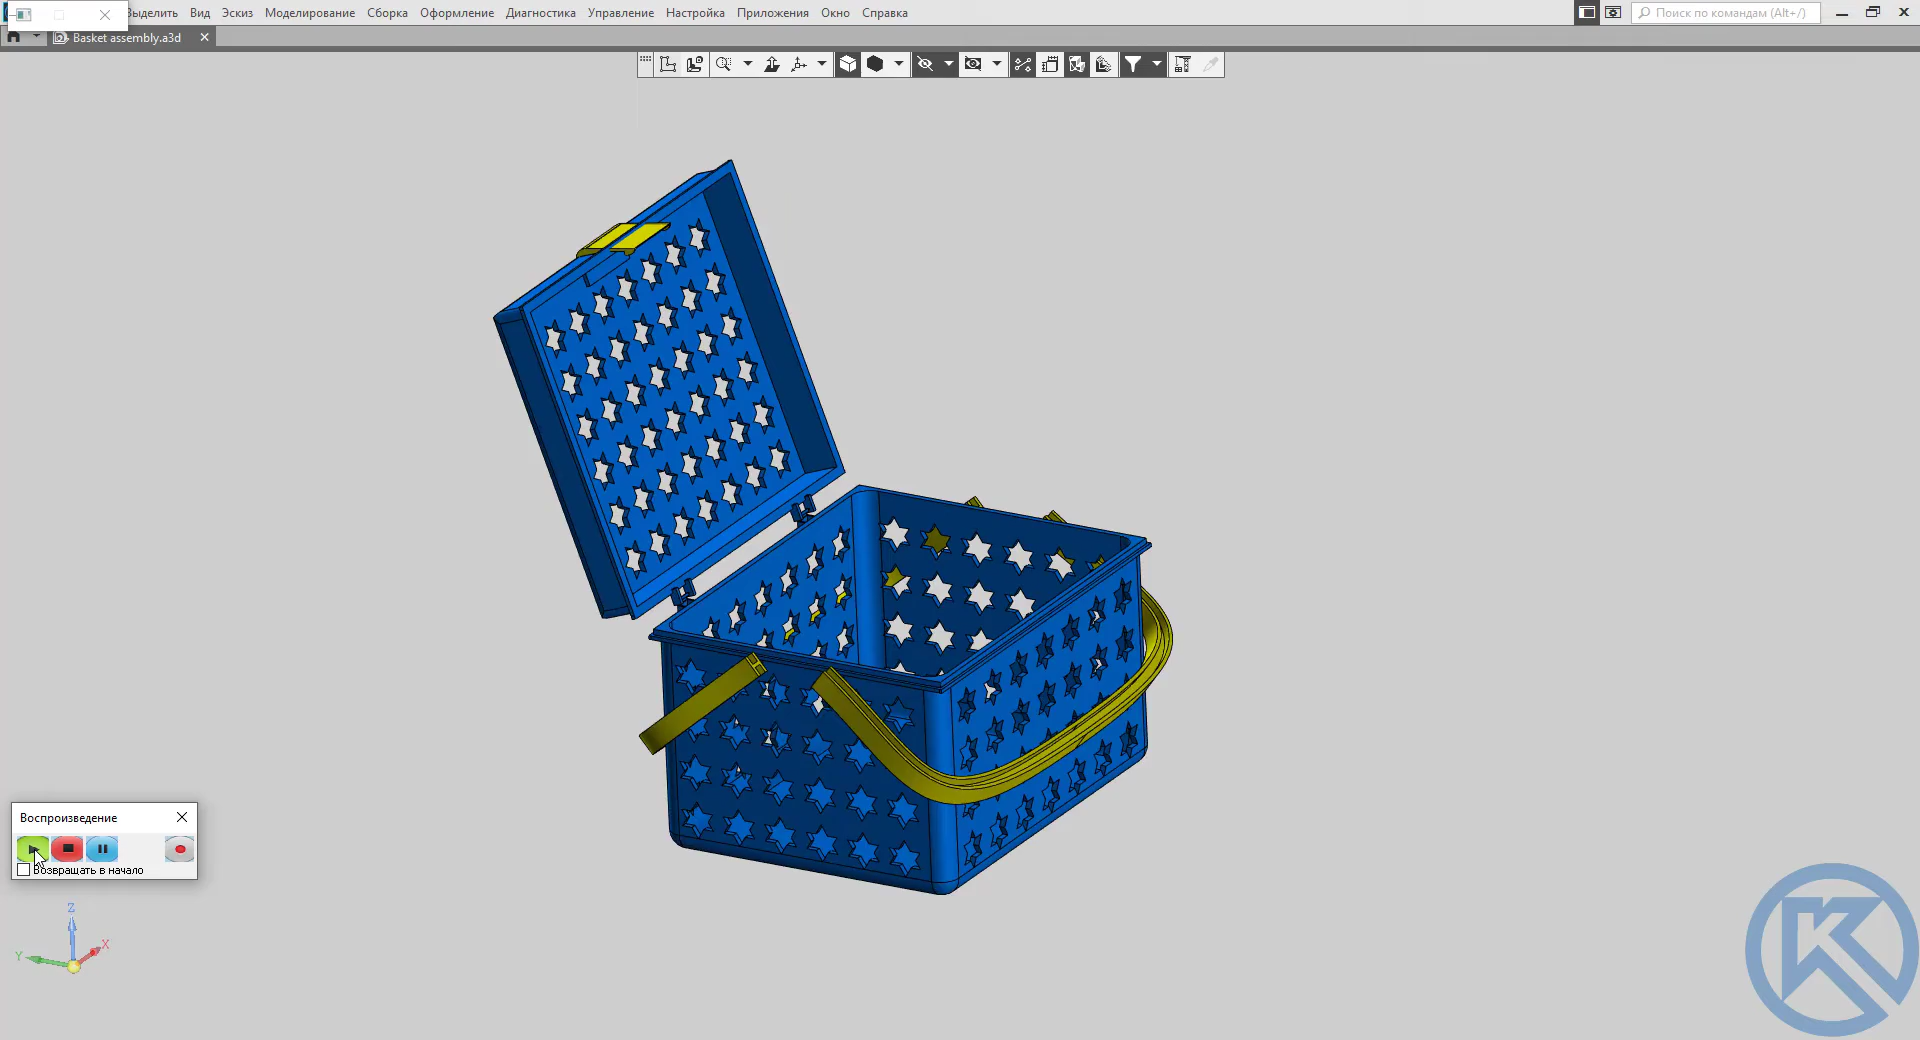 Выделить Вид Эскиз Моделирование Сборка Оформление Диагностика Управление Настройка Приложения Окно Справка
Поиск по командам (Alt+/)
Basket assembly.a3d
Воспроизведение
Возвращать в начало
Z
X
Y